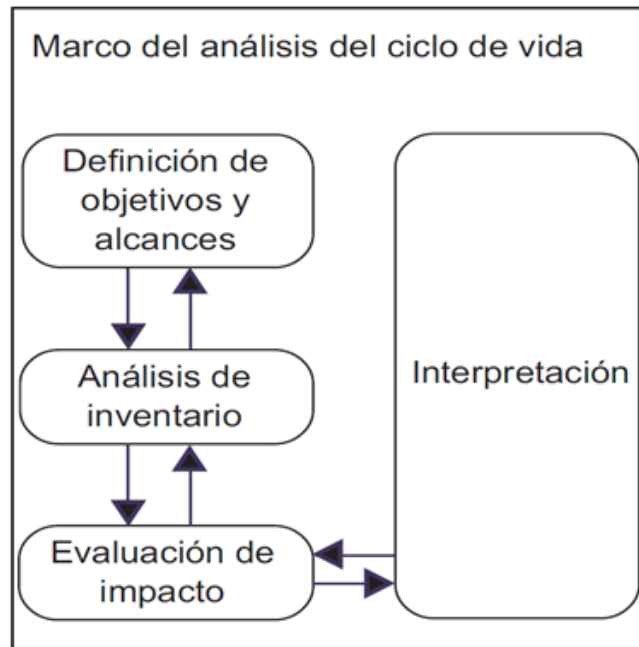 Marco del análisis del ciclo de vida
Definición de
objetivos y
alcances
Análisis de
inventario
Evaluación de
impacto
Interpretación